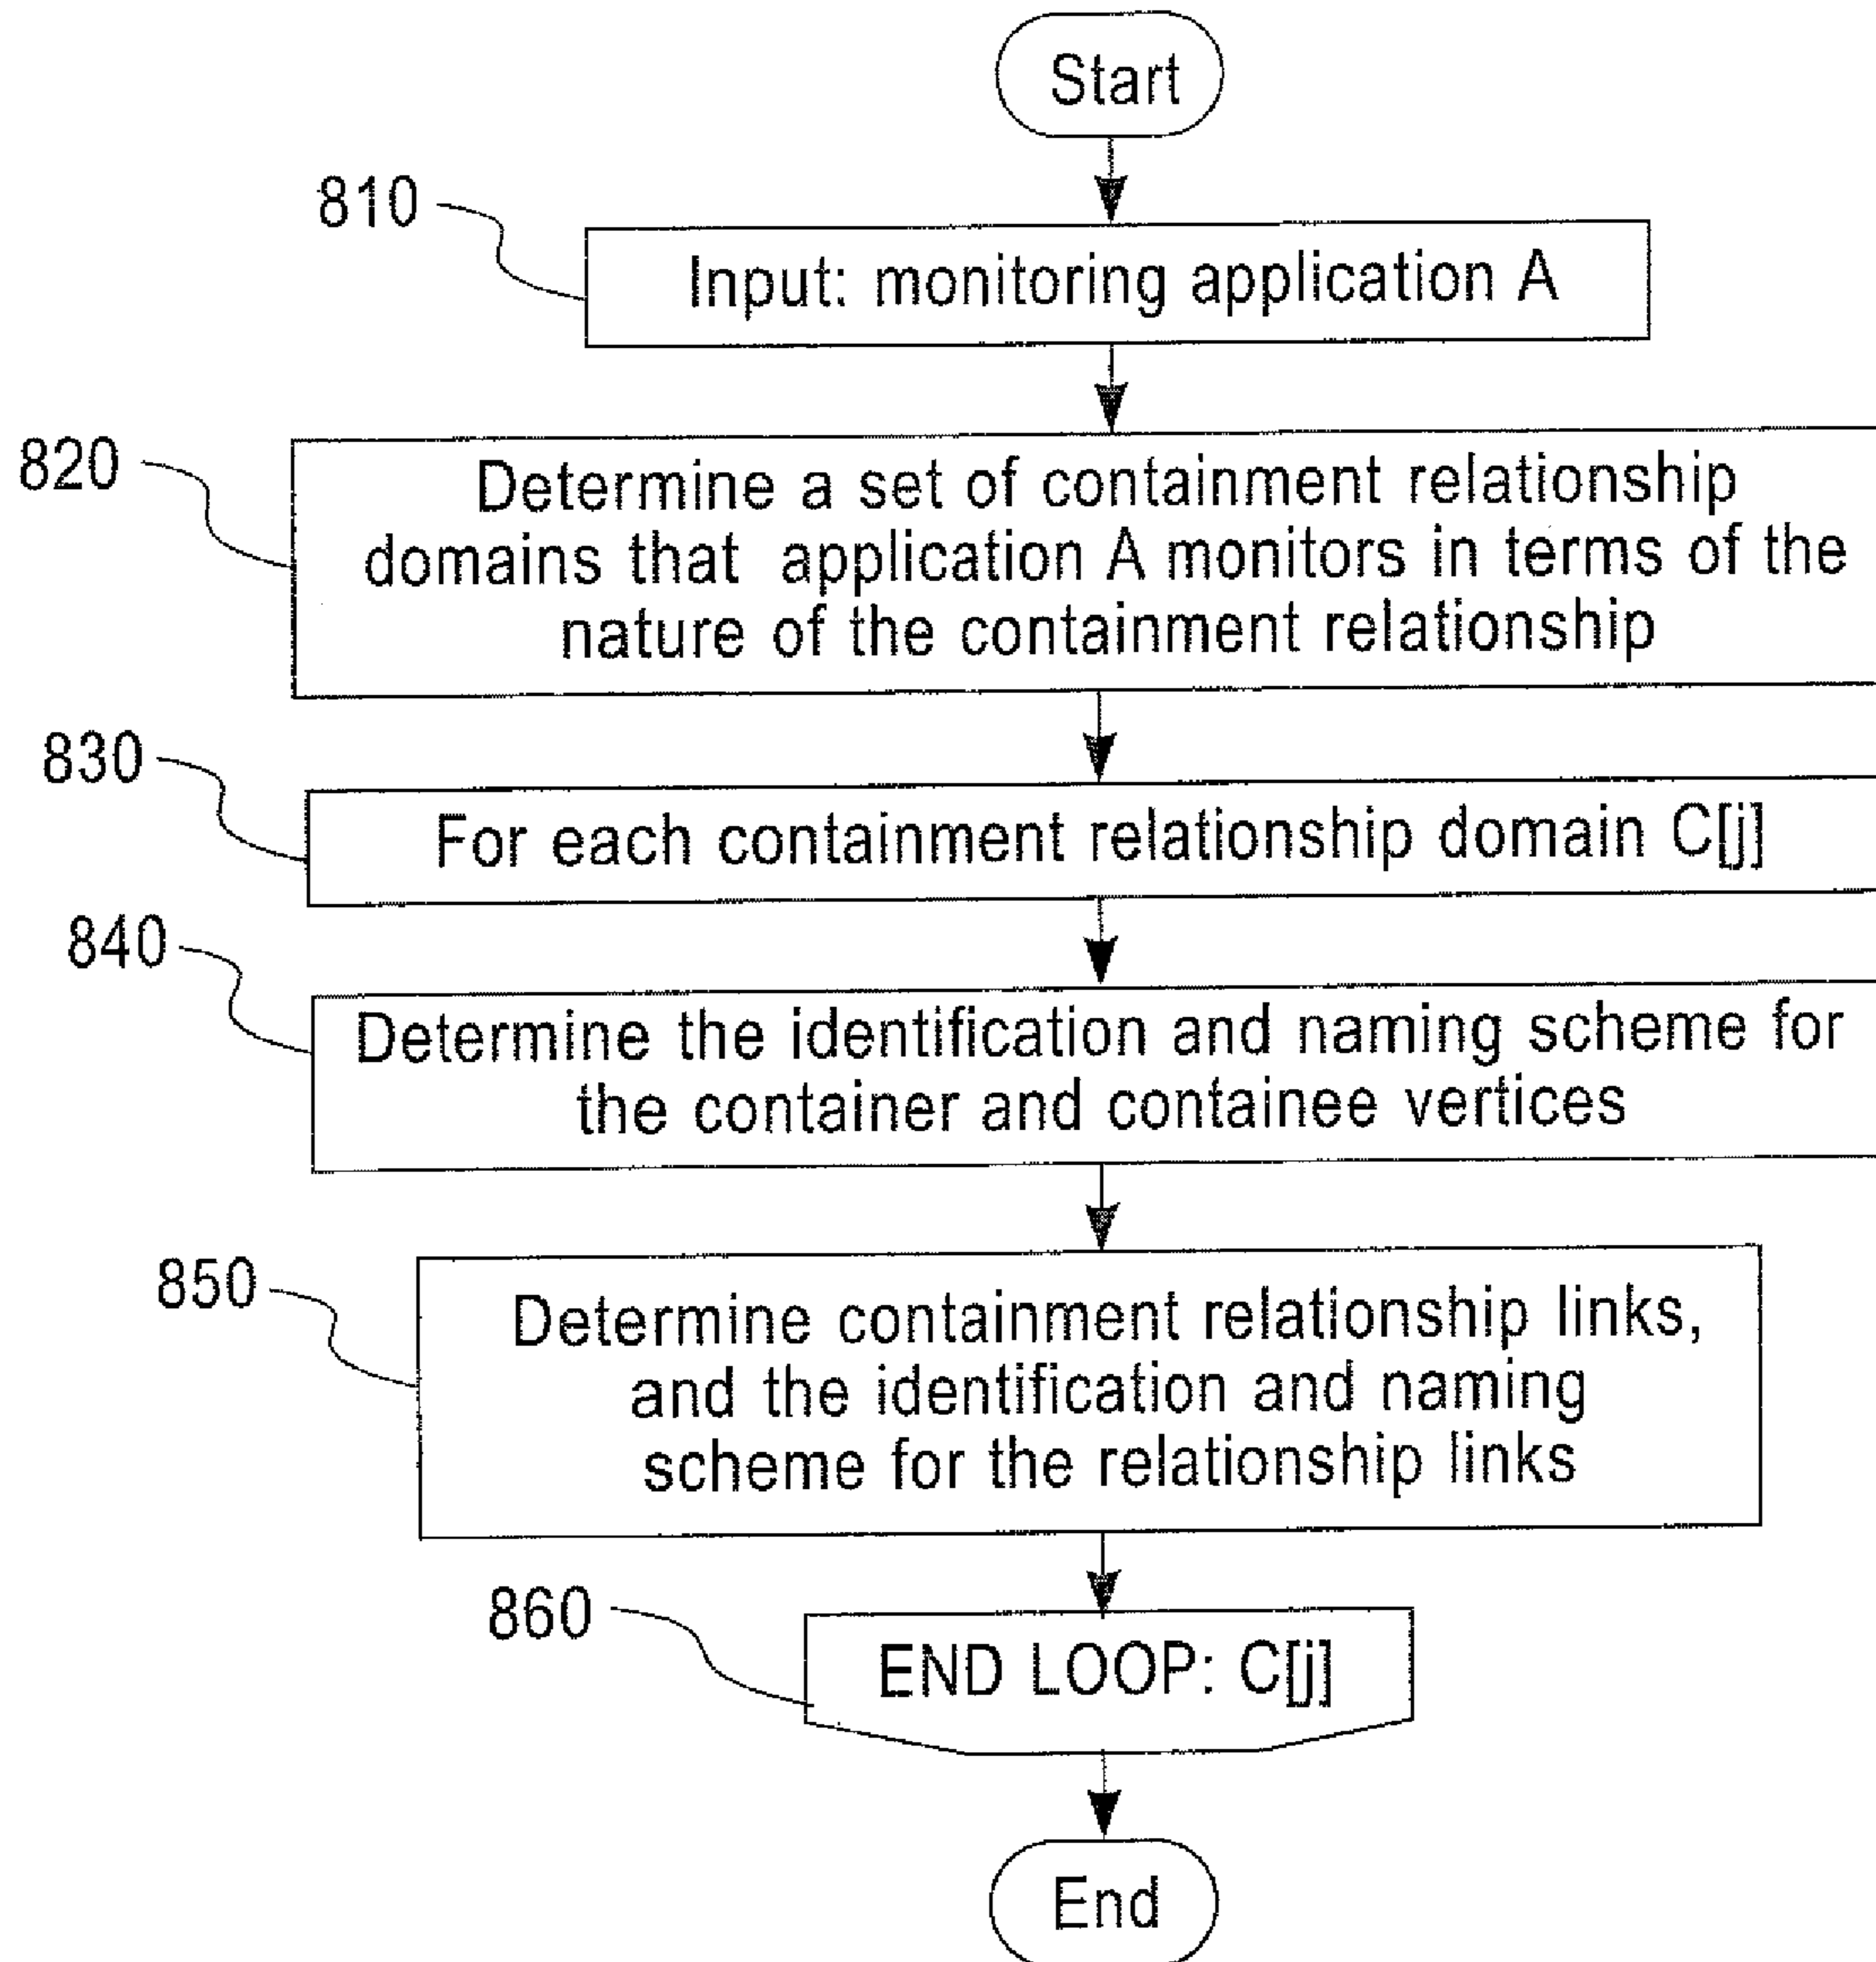 Start
810
Input: monitoring application A
820
Determine a set of containment relationship
domains that application A monitors in terms of the
nature of the containment relationship
830
For each containment relationship domain C[j]
840
Determine the identification and naming scheme for
the container and containee vertices
850
Determine containment relationship links,
and the identification and naming
scheme for the relationship links
860
END LOOP: C[j]
End